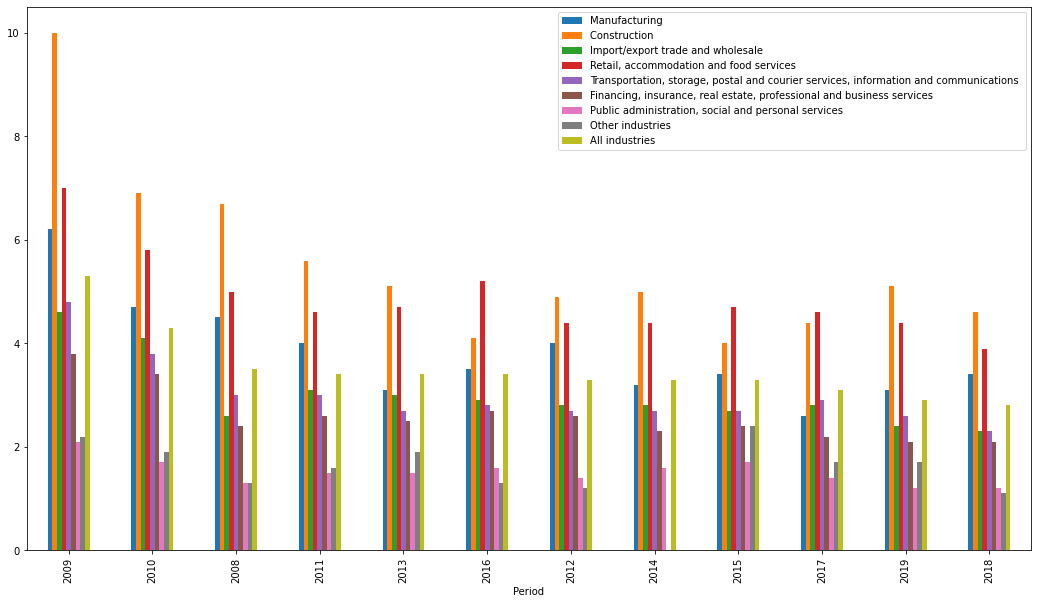 10
8
6
4
2
0
Manufacturing
Construction
Import/export trade and wholesale
Retail, accommodation and food services
Transportation, storage, postal and courier services, information and communications
Financing, insurance, real estate, professional and business services
Public administration, social and personal services
Other industries
All industries
2009
2010
2008
2011
2013
2016
2012
2014
2015
2017
2019
2018
Period